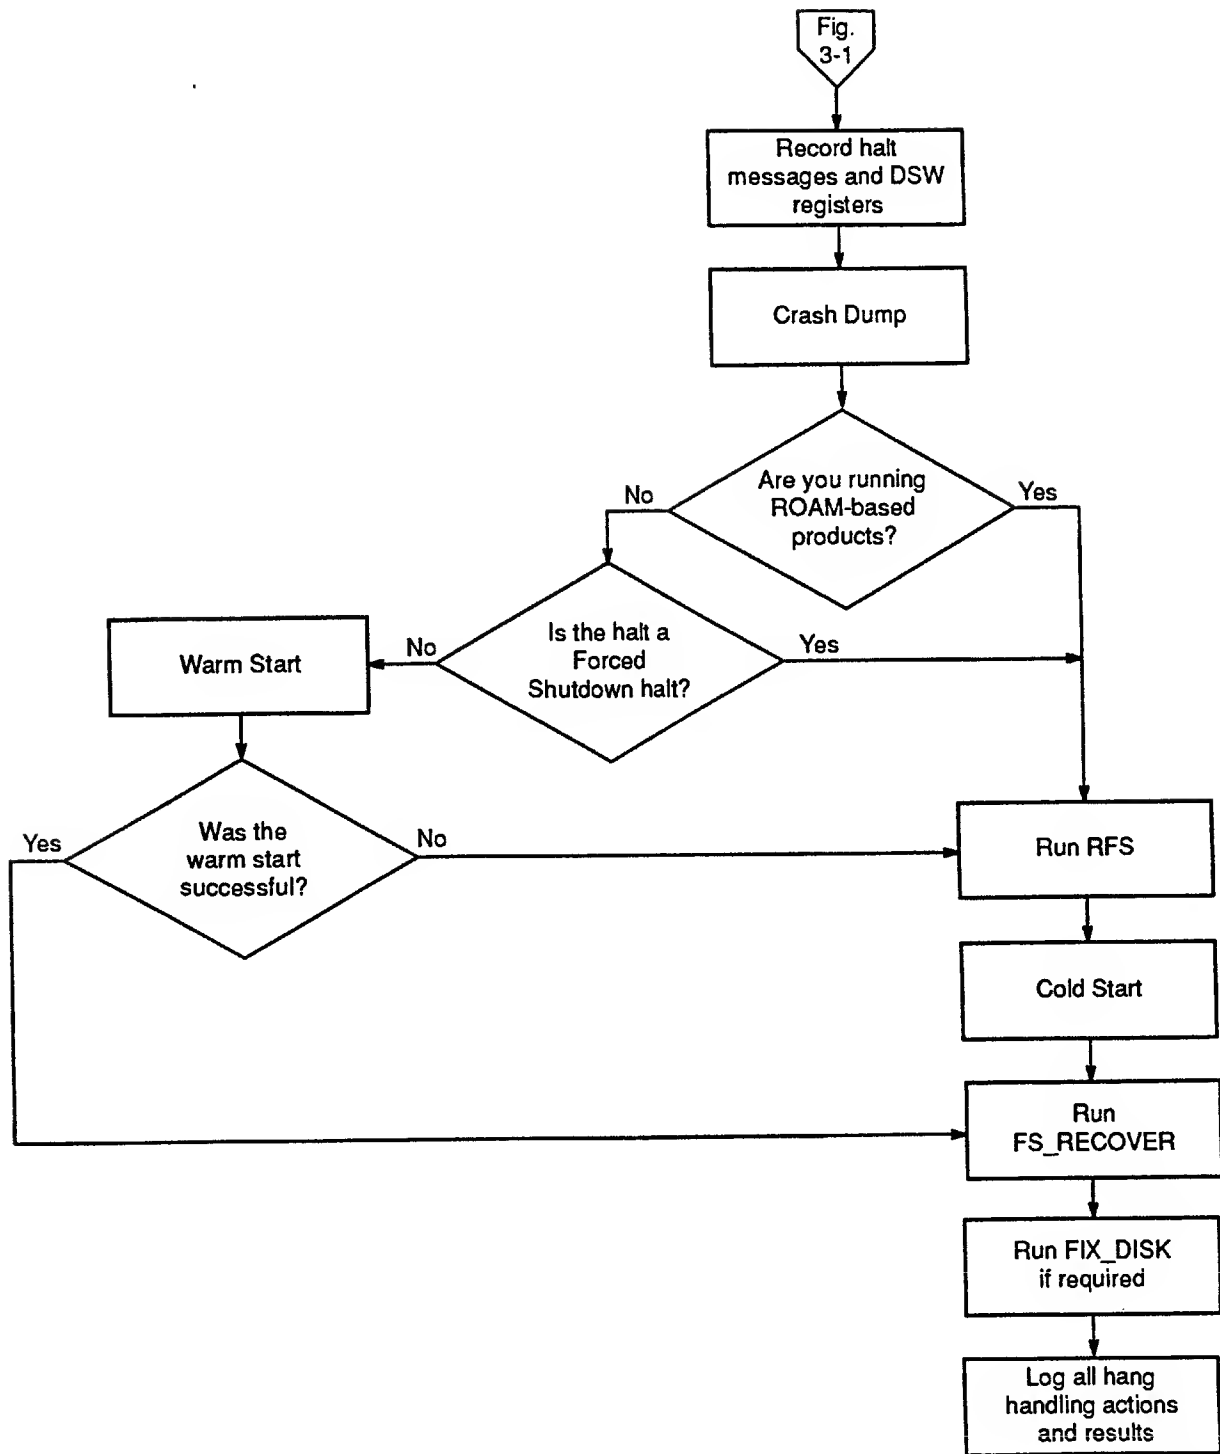 Fig.
3-1
Record halt
messages and DSW
registers
Crash Dump
Are you running
ROAM-based
products?
No
Yes
Is the halt a
Forced
Shutdown halt?
No
Yes
Warm Start
Was the
warm start
successful?
Yes
No
Run RFS
Cold Start
Run
FS_RECOVER
Run FIX_DISK
if required
Log all hang
handling actions
and results